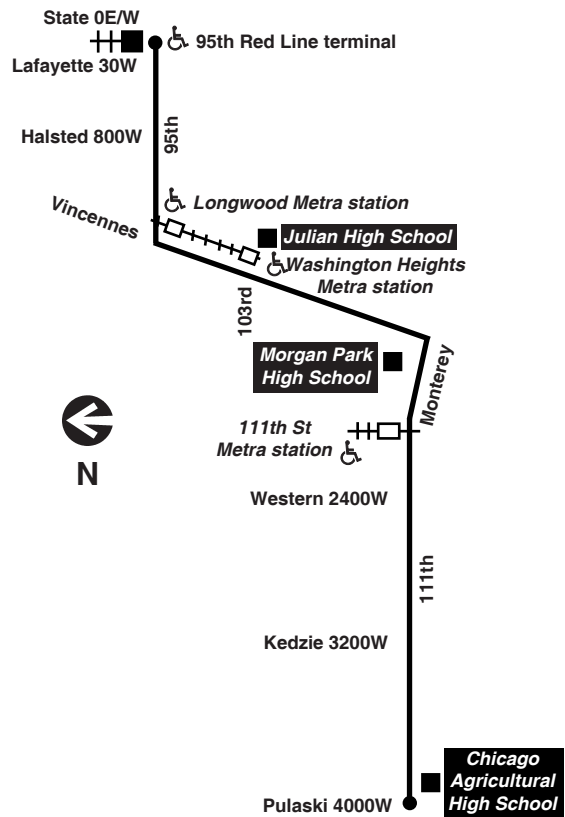 State 0E/W
95th Red Line terminal
Lafayette 30W
Halsted 800W
95th
Longwood Metra station
Vincennes
Julian High School
Washington Heights
Metra station
103rd
Morgan Park
High School
Monterey
111th St
Metra station
N
Western 2400W
111th
Kedzie 3200W
Chicago
Agricultural
High School
Pulaski 4000W